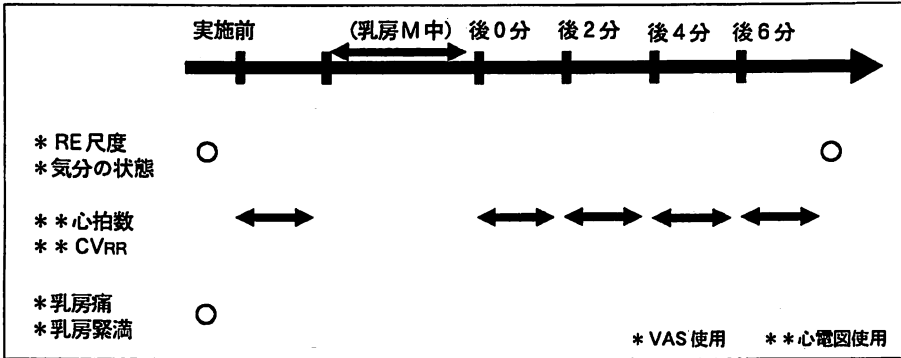 実施前 (乳房M中) 後0分 後2分 後4分 後6分
＊RE尺度
＊気分の状態
＊＊心拍数
＊＊CVRR
＊乳房痛
＊乳房緊満
＊VAS使用 ＊＊心電図使用